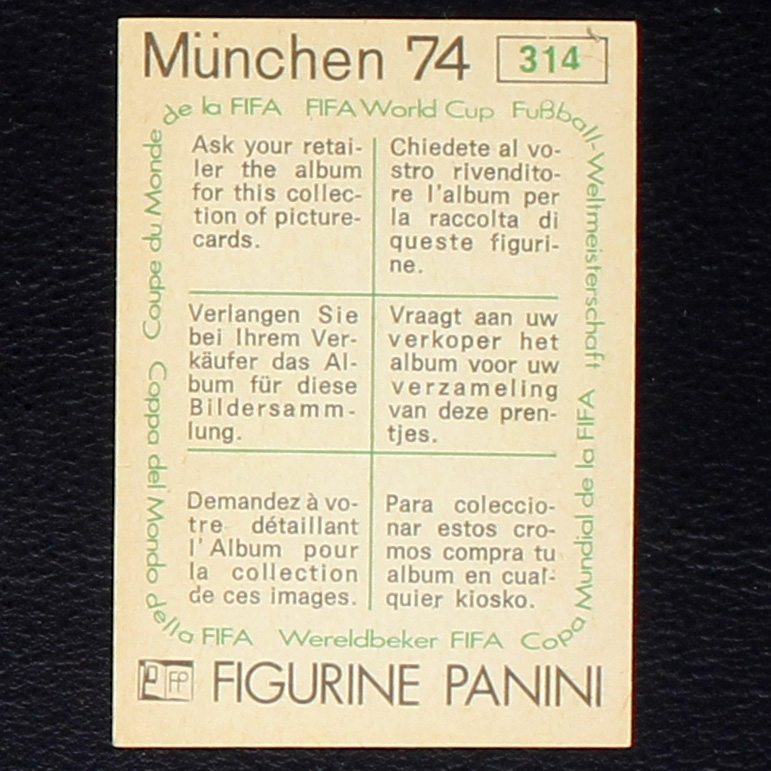 München 74 314
de la FIFA FIFA World Cup Fußball-Weltmeisterschaft
Ask your retai-
ler the album
for this collec-
tion of picture-
cards.
Chiedete al vo-
stro rivendito-
re l'album per
la raccolta di
queste figuri-
ne.
Verlangen Sie
bei Ihrem Ver-
käufer das Al-
bum für diese
Bildersamm-
lung.
Vraagt aan uw
verkoper het
album voor uw
verzameling
van deze pren-
tjes.
Demandez à vo-
tre détaillant
l'Album pour
la collection
de ces images.
Para coleccio-
nar estos cro-
mos compra tu
album en cual-
quier kiosko.
Copa Mundial de la FIFA
Wereldbeker FIFA
Coppa del Mondo della FIFA
Coupe du Monde
FP FIGURINE PANINI